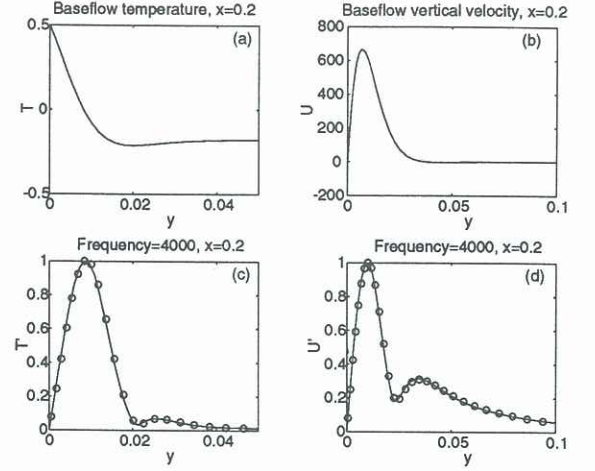 Baseflow temperature, x=0.2
0.5
(a)
T
0
-0.5
0
0.02
0.04
y
Baseflow vertical velocity, x=0.2
800
(b)
600
400
U
200
0
-200
0
0.05
0.1
y
Frequency=4000, x=0.2
1
(c)
0.8
0.6
T'
0.4
0.2
0
0
0.02
0.04
y
Frequency=4000, x=0.2
1
(d)
0.8
0.6
U'
0.4
0.2
0
0
0.05
0.1
y